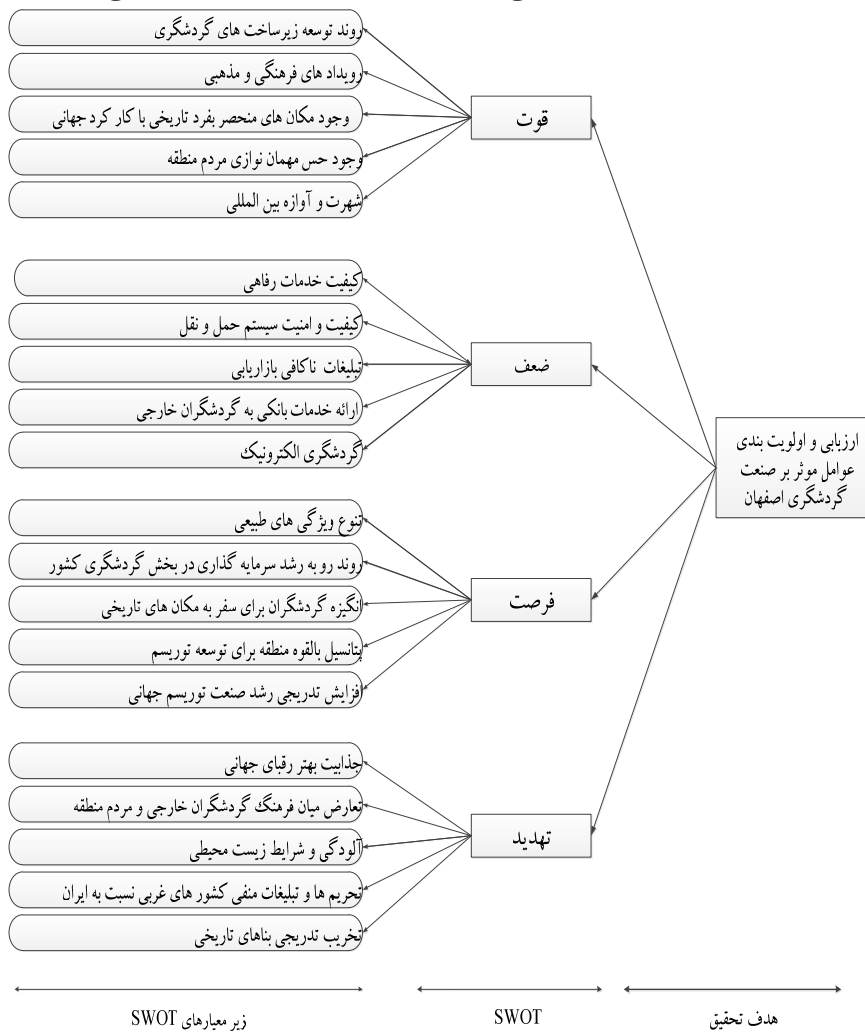 ارزیابی و اولویت بندی
عوامل موثر بر صنعت
گردشگری اصفهان
قوت
روند توسعه زیرساخت های گردشگری
رویداد های فرهنگی و مذهبی
وجود مکان های منحصر بفرد تاریخی با کار کرد جهانی
وجود حس مهمان نوازی مردم منطقه
شهرت و آوازه بین المللی
ضعف
کیفیت خدمات رفاهی
کیفیت و امنیت سیستم حمل و نقل
تبلیغات ناکافی بازاریابی
ارائه خدمات بانکی به گردشگران خارجی
گردشگری الکترونیک
فرصت
تنوع ویژگی های طبیعی
روند رو به رشد سرمایه گذاری در بخش گردشگری کشور
انگیزه گردشگران برای سفر به مکان های تاریخی
پتانسیل بالقوه منطقه برای توسعه توریسم
افزایش تدریجی رشد صنعت توریسم جهانی
تهدید
جذابیت بهتر رقبای جهانی
تعارض میان فرهنگ گردشگران خارجی و مردم منطقه
آلودگی و شرایط زیست محیطی
تحریم ها و تبلیغات منفی کشور های غربی نسبت به ایران
تخریب تدریجی بناهای تاریخی
هدف تحقیق
SWOT
زیر معیارهای SWOT